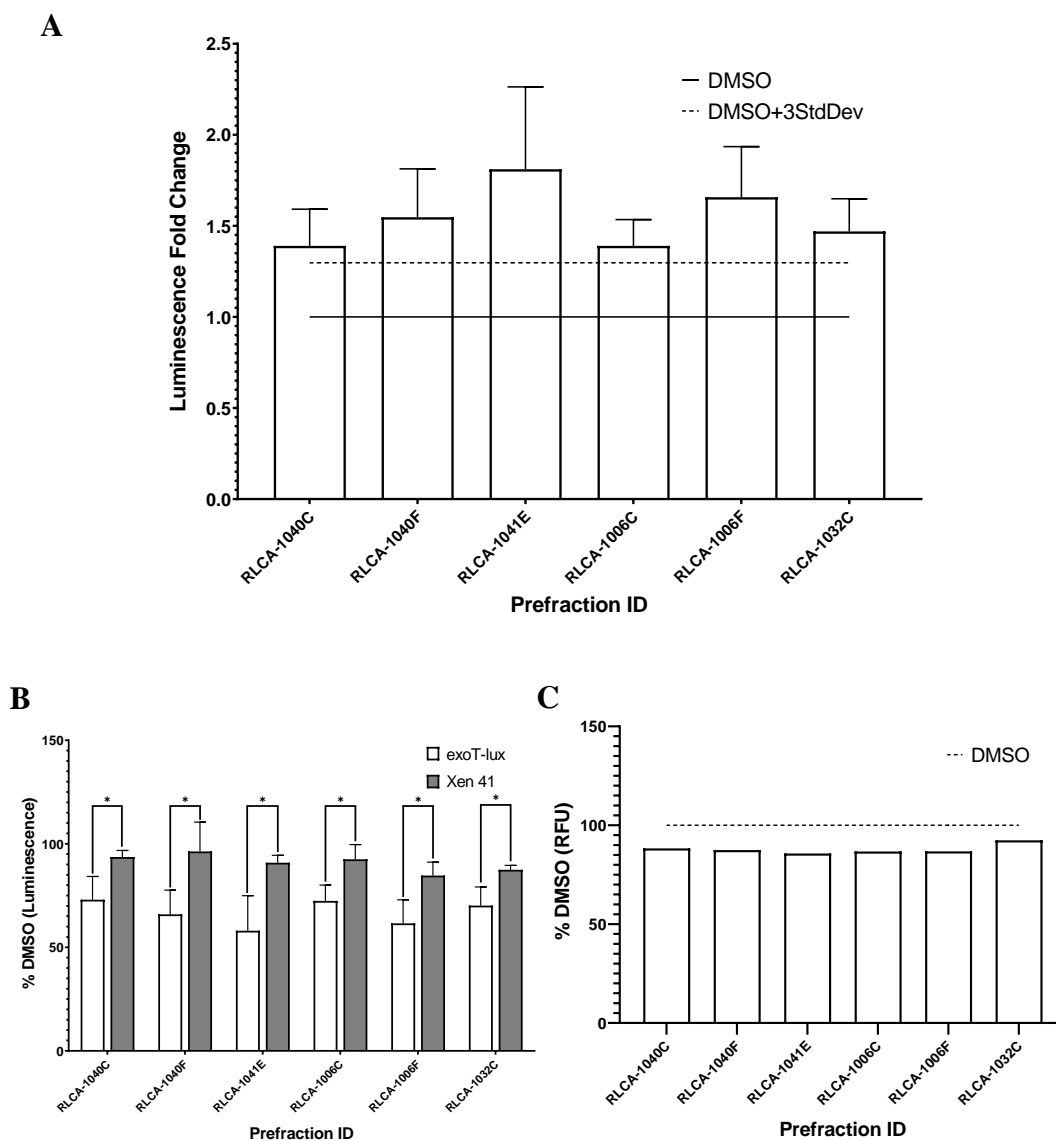 A
Luminescence Fold Change
2.5
2.0
1.5
1.0
0.5
0.0
DMSO
DMSO+3StdDev
RLCA-1040C
RLCA-1040F
RLCA-1041E
RLCA-1006C
RLCA-1006F
RLCA-1032C
Prefraction ID
B
% DMSO (Luminescence)
150
100
50
0
exoT-lux
Xen 41
* * * * * *
RLCA-1040C
RLCA-1040F
RLCA-1041E
RLCA-1006C
RLCA-1006F
RLCA-1032C
Prefraction ID
C
% DMSO (RFU)
150
100
50
0
DMSO
RLCA-1040C
RLCA-1040F
RLCA-1041E
RLCA-1006C
RLCA-1006F
RLCA-1032C
Prefraction ID